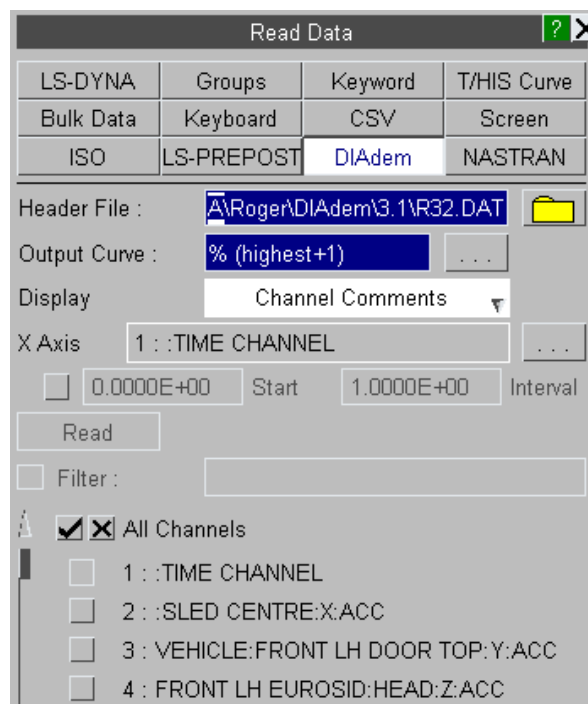 Read Data ? X
LS-DYNA Groups Keyword T/HIS Curve
Bulk Data Keyboard CSV Screen
ISO LS-PREPOST DIAdem NASTRAN
Header File : A\Roger\DIAdem\3.1\R32.DAT
Output Curve : % (highest+1) . . .
Display Channel Comments
X Axis 1 : :TIME CHANNEL . . .
0.0000E+00 Start 1.0000E+00 Interval
Read
Filter :
All Channels
1 : :TIME CHANNEL
2 : :SLED CENTRE:X:ACC
3 : VEHICLE:FRONT LH DOOR TOP:Y:ACC
4 : FRONT LH EUROSID:HEAD:Z:ACC